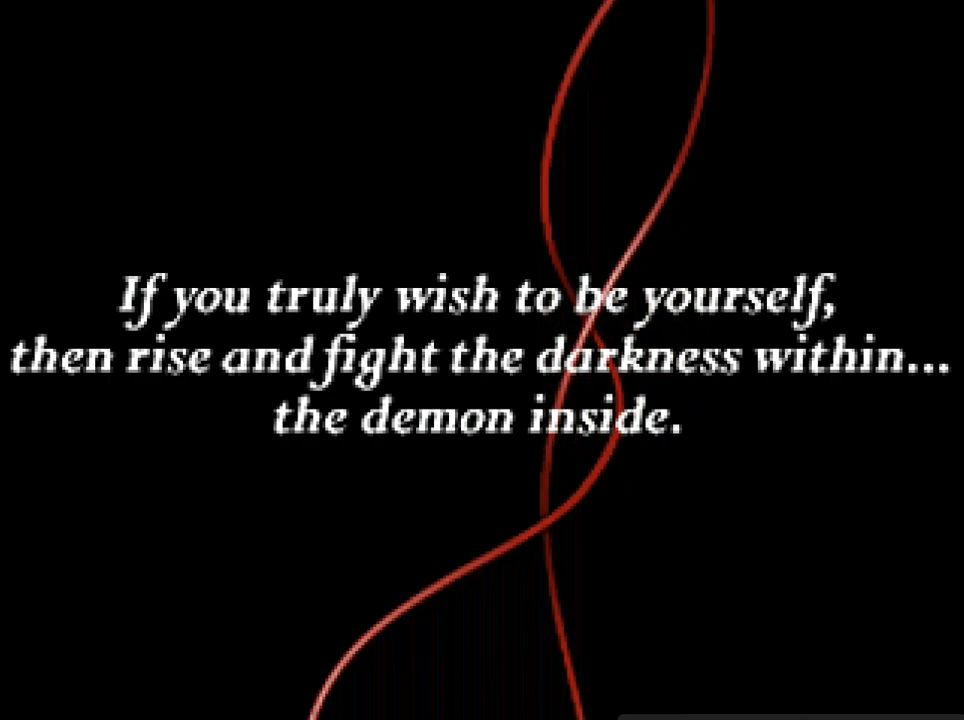 If you truly wish to be yourself,
then rise and fight the darkness within...
the demon inside.